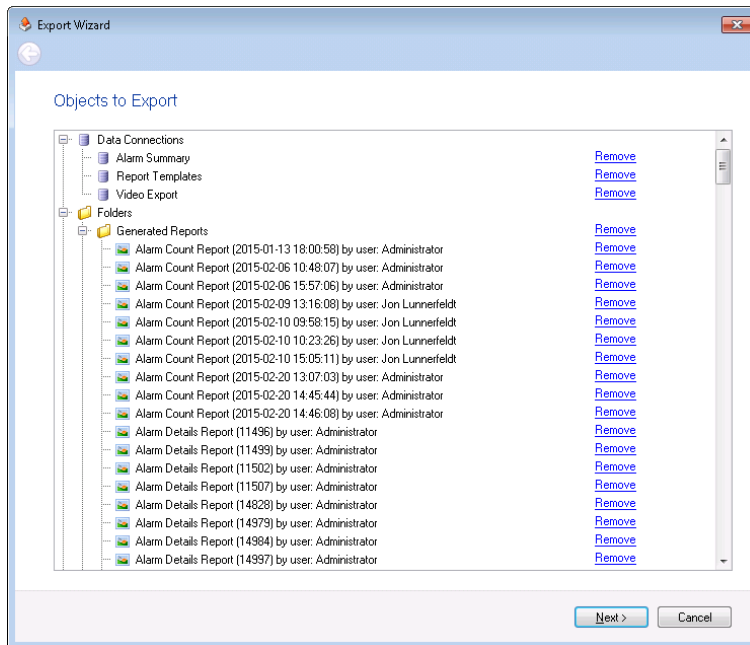 Export Wizard
Objects to Export
Data Connections
Alarm Summary Remove
Report Templates Remove
Video Export Remove
Folders
Generated Reports Remove
Alarm Count Report (2015-01-13 18:00:58) by user: Administrator Remove
Alarm Count Report (2015-02-06 10:48:07) by user: Administrator Remove
Alarm Count Report (2015-02-06 15:57:06) by user: Administrator Remove
Alarm Count Report (2015-02-09 13:16:08) by user: Jon Lunnerfeldt Remove
Alarm Count Report (2015-02-10 09:58:15) by user: Jon Lunnerfeldt Remove
Alarm Count Report (2015-02-10 10:23:26) by user: Jon Lunnerfeldt Remove
Alarm Count Report (2015-02-10 15:05:11) by user: Jon Lunnerfeldt Remove
Alarm Count Report (2015-02-20 13:07:03) by user: Administrator Remove
Alarm Count Report (2015-02-20 14:45:44) by user: Administrator Remove
Alarm Count Report (2015-02-20 14:46:08) by user: Administrator Remove
Alarm Details Report (11496) by user: Administrator Remove
Alarm Details Report (11499) by user: Administrator Remove
Alarm Details Report (11502) by user: Administrator Remove
Alarm Details Report (11507) by user: Administrator Remove
Alarm Details Report (14828) by user: Administrator Remove
Alarm Details Report (14979) by user: Administrator Remove
Alarm Details Report (14984) by user: Administrator Remove
Alarm Details Report (14997) by user: Administrator Remove
Next > Cancel